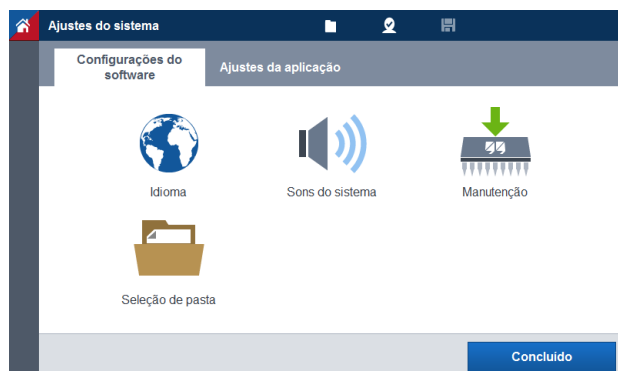 Ajustes do sistema
Configurações do
software
Ajustes da aplicação
Idioma
Sons do sistema
Manutenção
Seleção de pasta
Concluído